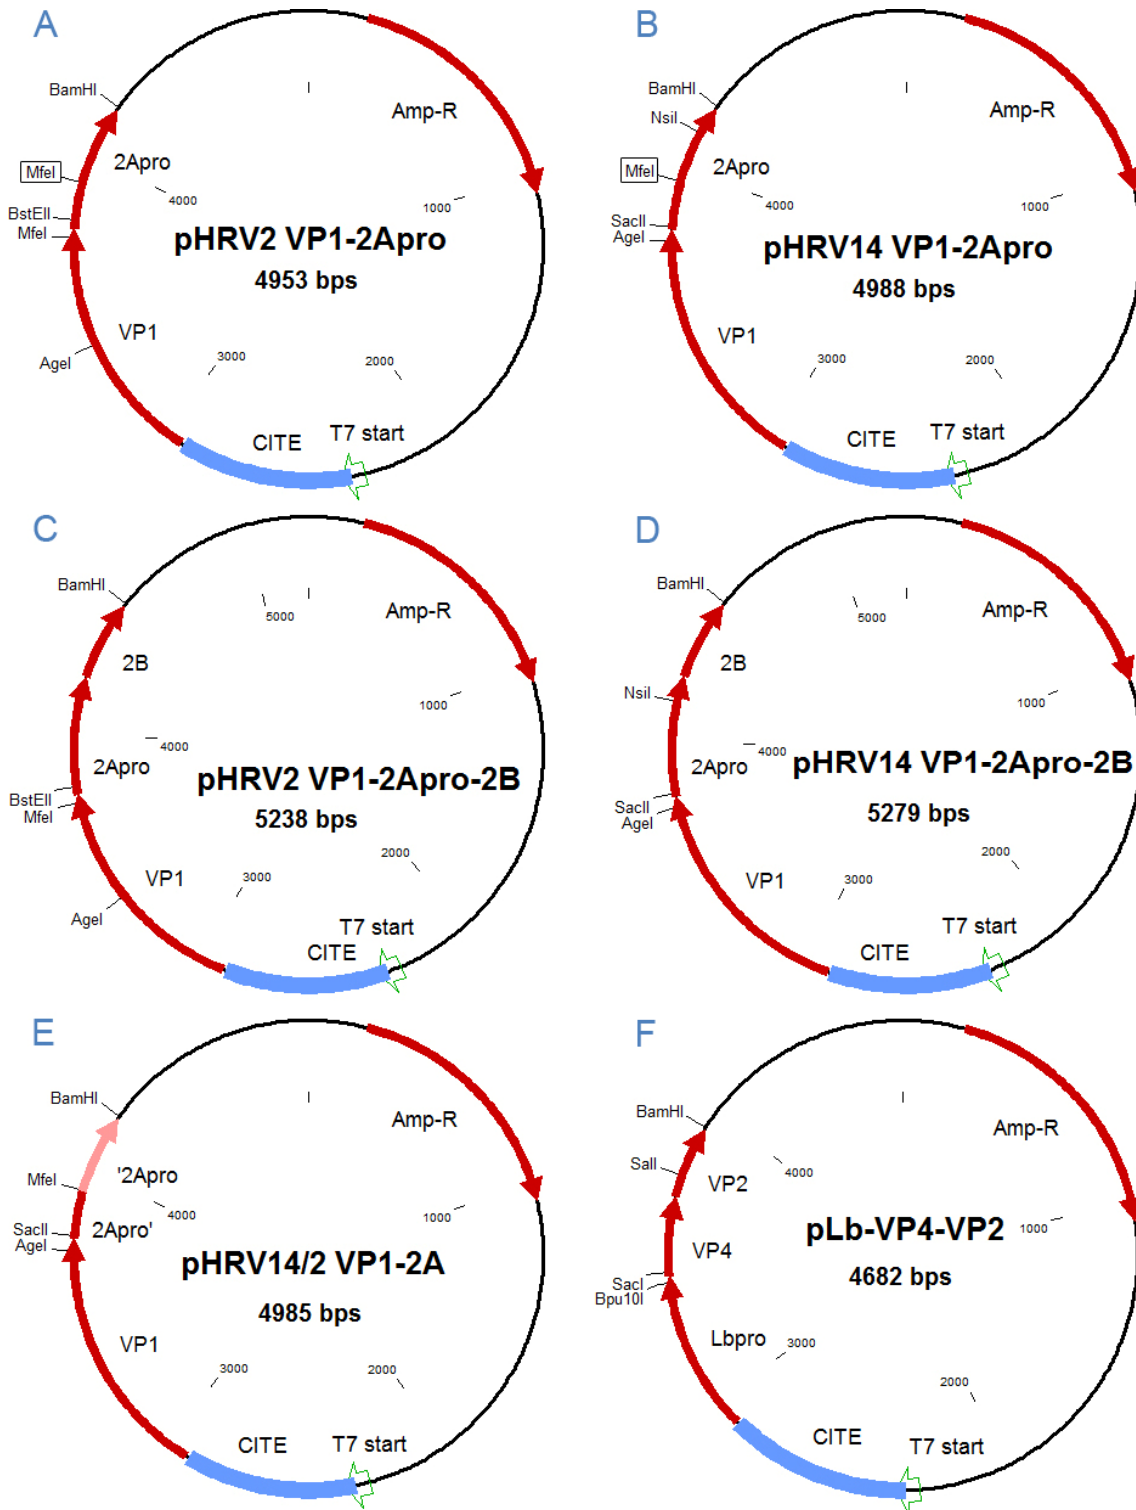 A
BamHI
Amp-R
MfeI
2Apro
4000
1000
BstEII
MfeI
pHRV2 VP1-2Apro
4953 bps
VP1
AgeI
3000
2000
CITE
T7 start
B
BamHI
NsiI
Amp-R
MfeI
2Apro
4000
1000
SacII
AgeI
pHRV14 VP1-2Apro
4988 bps
VP1
3000
2000
CITE
T7 start
C
BamHI
5000
Amp-R
2B
1000
4000
2Apro
pHRV2 VP1-2Apro-2B
5238 bps
BstEII
MfeI
VP1
2000
3000
AgeI
T7 start
CITE
D
BamHI
5000
Amp-R
2B
NsiI
1000
4000
2Apro
pHRV14 VP1-2Apro-2B
5279 bps
SacII
AgeI
VP1
2000
3000
T7 start
CITE
E
BamHI
Amp-R
'2Apro
MfeI
4000
1000
2Apro'
SacII
AgeI
pHRV14/2 VP1-2A
4985 bps
VP1
3000
2000
CITE
T7 start
F
BamHI
Amp-R
SalI
4000
VP2
1000
pLb-VP4-VP2
4682 bps
VP4
SacI
Bpu10I
Lbpro
3000
2000
CITE
T7 start